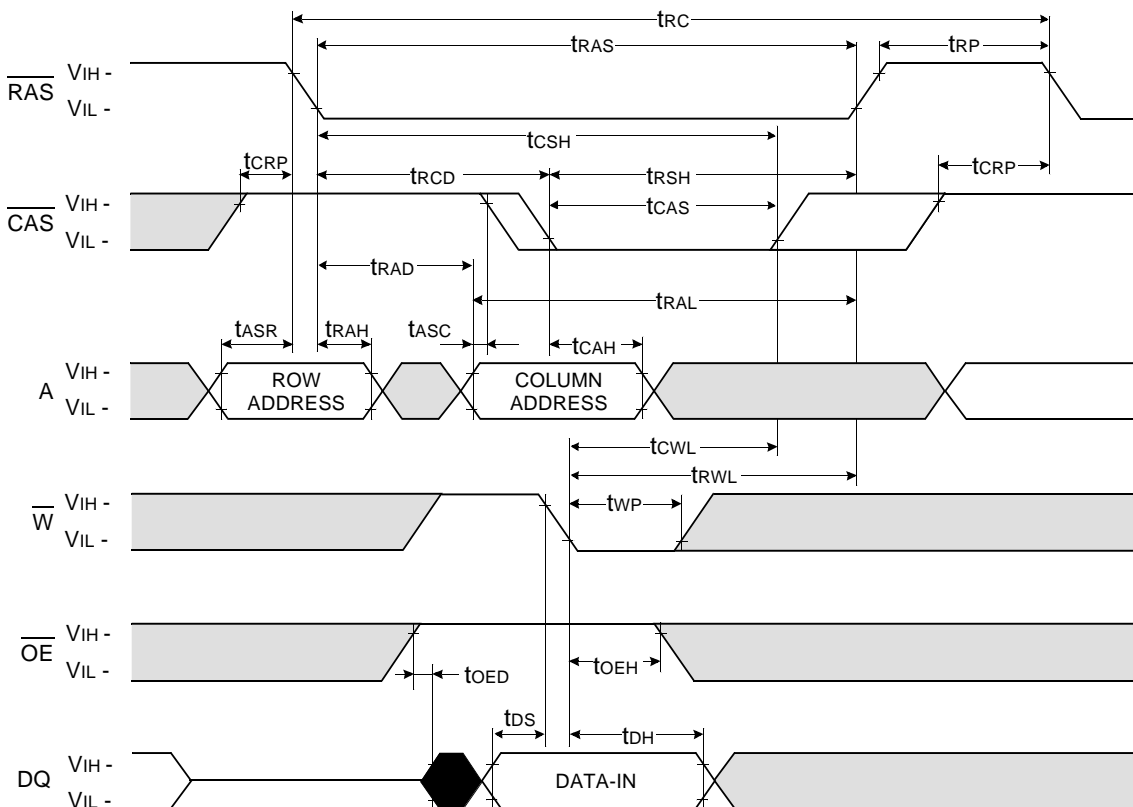 tRC
tRAS
tRP
RAS
VIH -
VIL -
tCSH
tCRP
tRCD
tRSH
tCRP
CAS
VIH -
VIL -
tCAS
tRAD
tRAL
tASR
tRAH
tASC
tCAH
A
VIH -
VIL -
ROW
ADDRESS
COLUMN
ADDRESS
tCWL
tRWL
W
VIH -
VIL -
tWP
OE
VIH -
VIL -
tOED
tOEH
tDS
tDH
DQ
VIH -
VIL -
DATA-IN